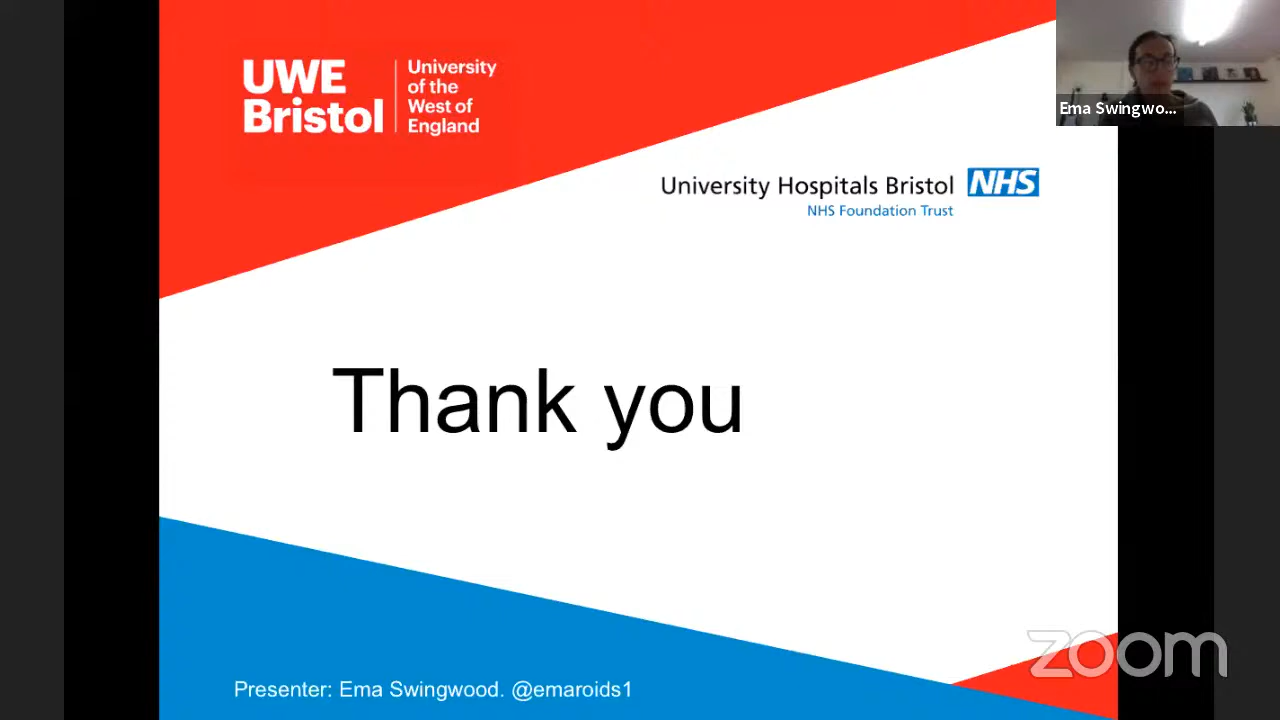 UWE
Bristol
University
of the
West of
England
Ema Swingwo...
University Hospitals Bristol NHS
NHS Foundation Trust
Thank you
zoom
Presenter: Ema Swingwood. @emaroids1